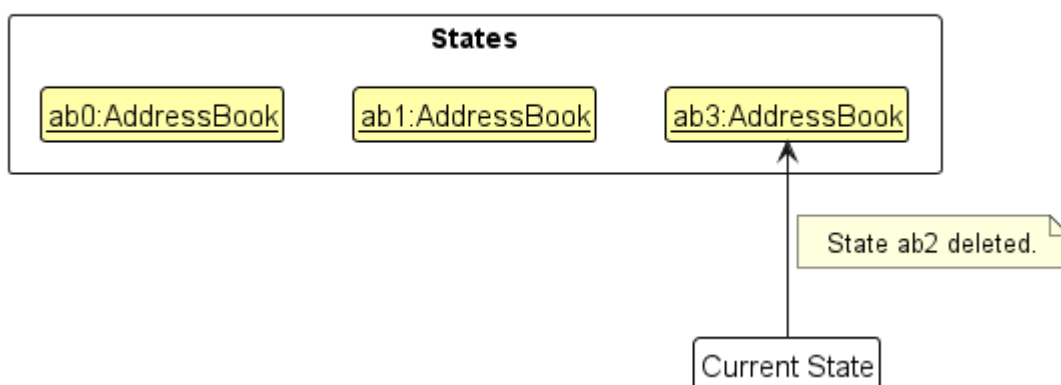 States
ab0:AddressBook
ab1:AddressBook
ab3:AddressBook
State ab2 deleted.
Current State